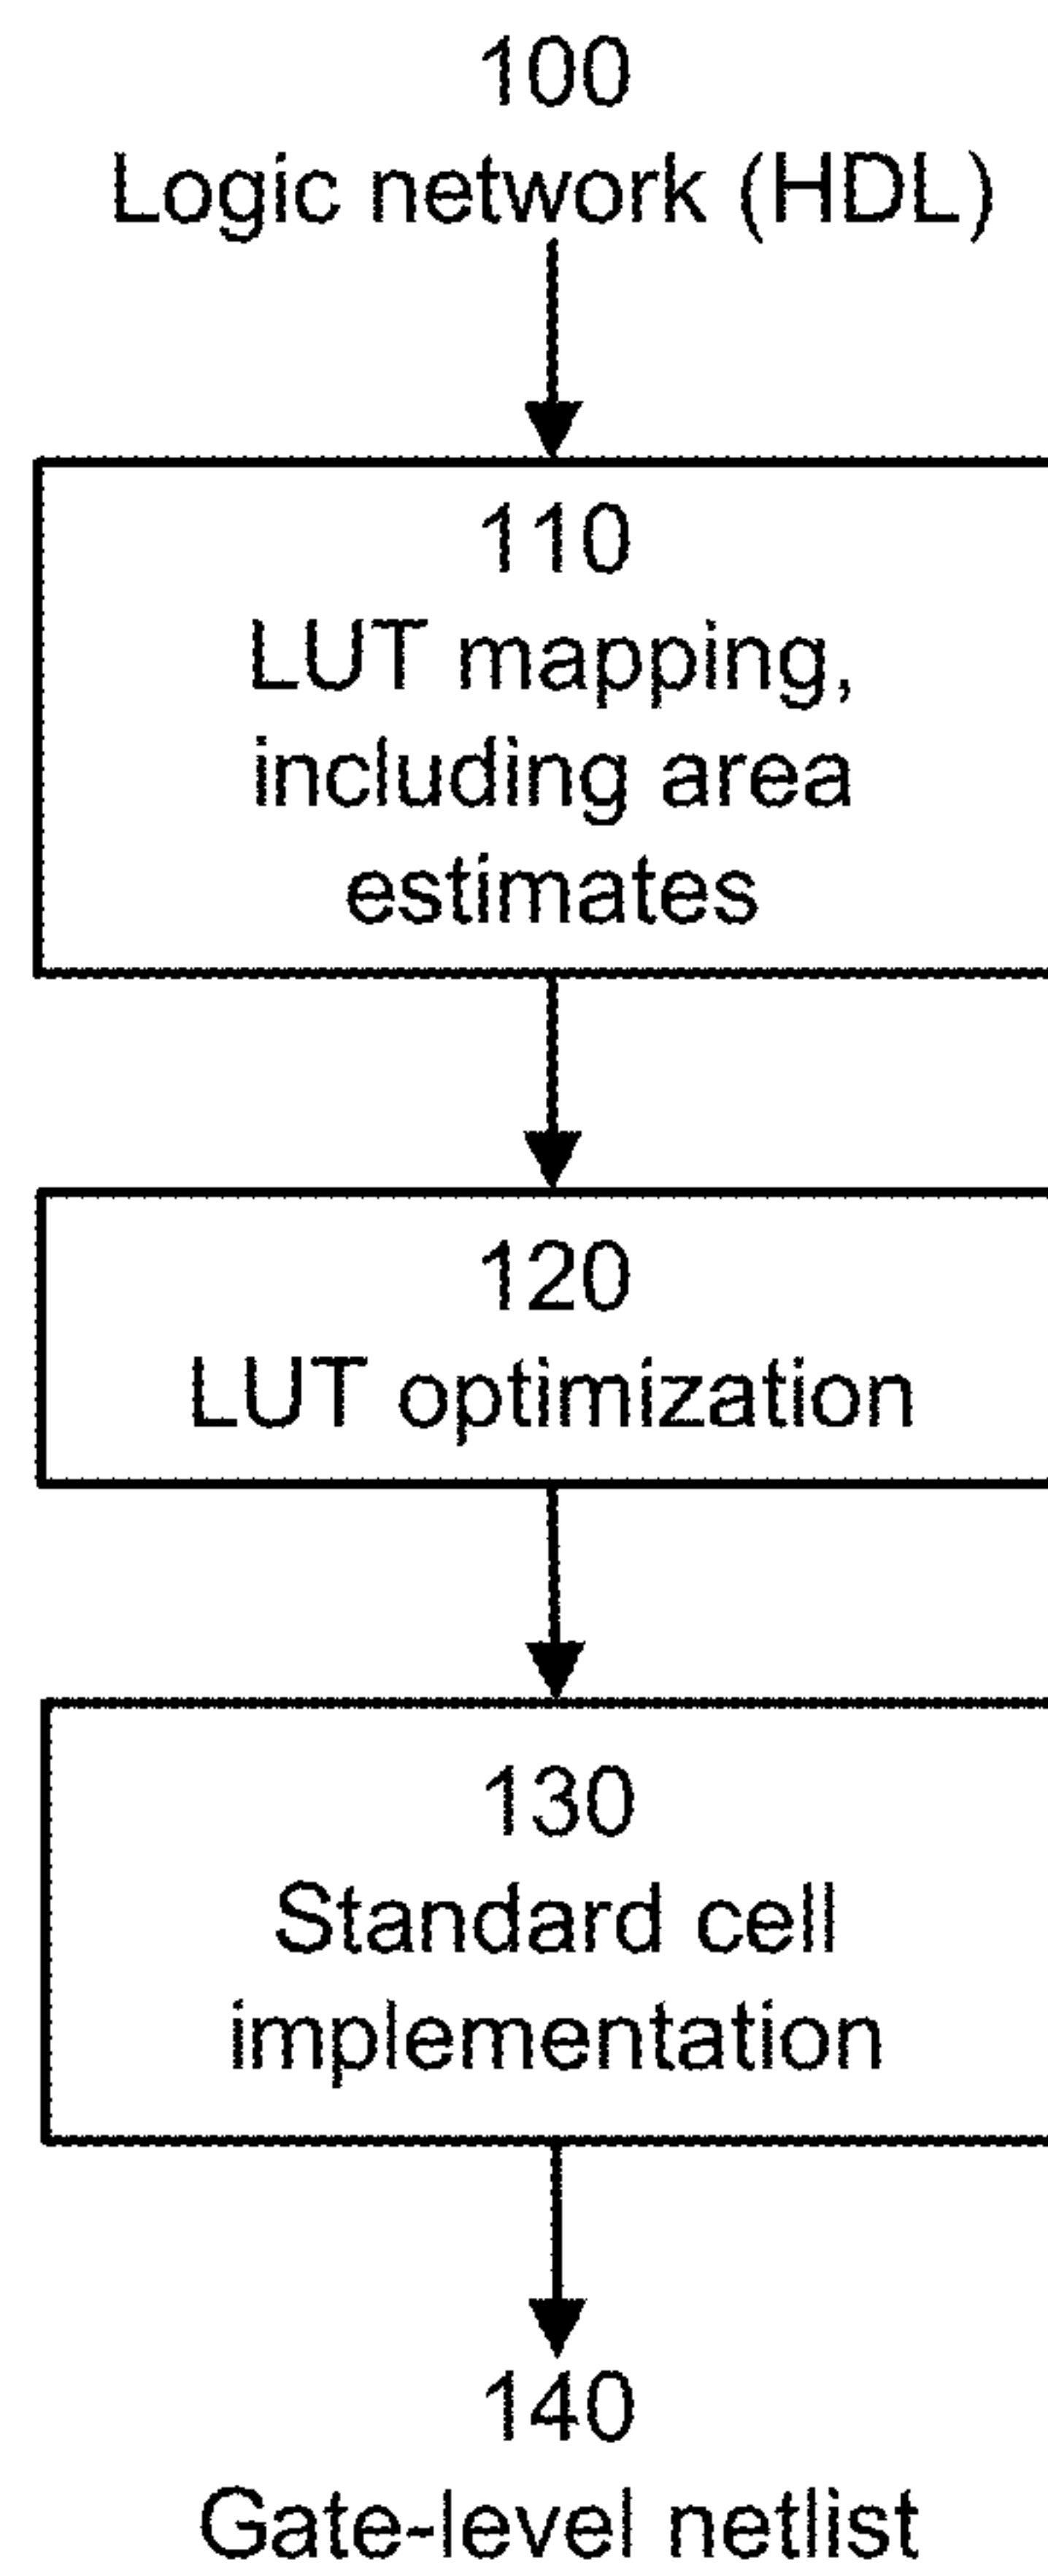 100
Logic network (HDL)
110
LUT mapping,
including area
estimates
120
LUT optimization
130
Standard cell
implementation
140
Gate-level netlist